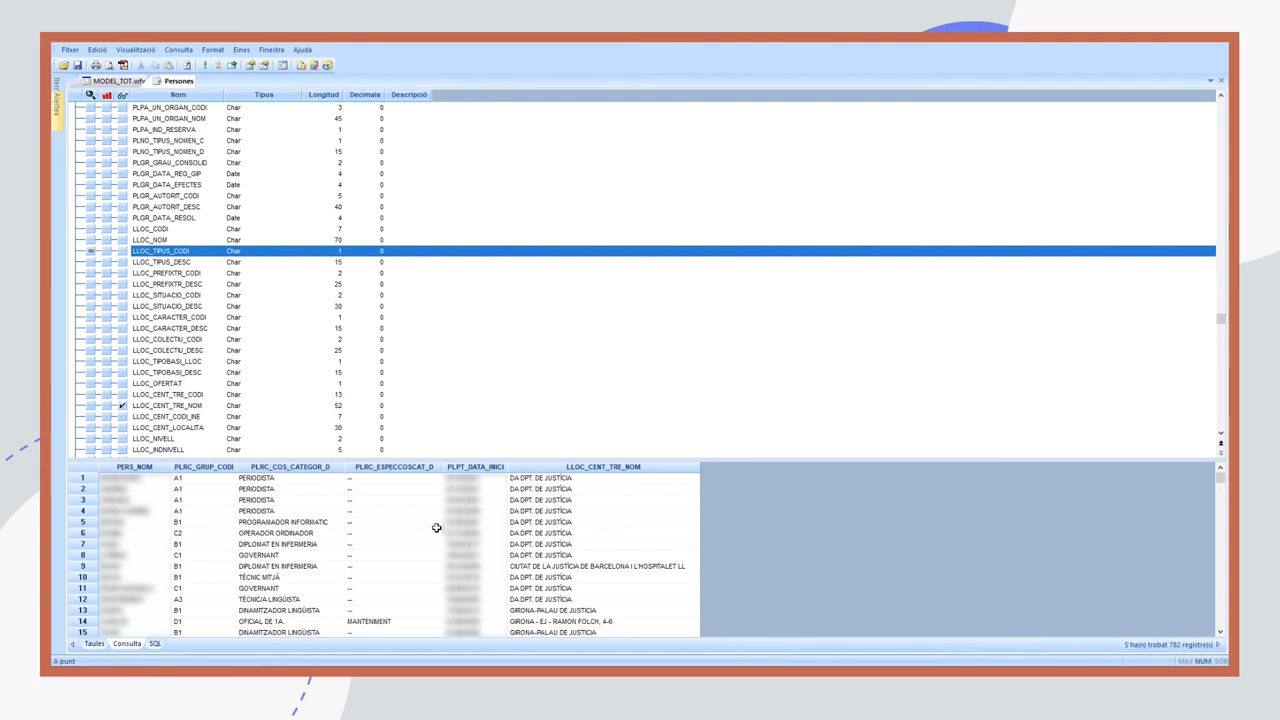 Fitxer Edició Visualització Consulta Format Eines Finestra Ajuda
MODEL_TOT.wfv Persones
Item Alertes
Nom Tipus Longitud Decimals Descripció
PLPA_UN_ORGAN_CODI Char 3 0
PLPA_UN_ORGAN_NOM Char 45 0
PLPA_IND_RESERVA Char 1 0
PLNO_TIPUS_NOMEN_C Char 1 0
PLNO_TIPUS_NOMEN_D Char 15 0
PLGR_GRAU_CONSOLID Char 2 0
PLGR_DATA_REG_GIP Date 4 0
PLGR_DATA_EFECTES Date 4 0
PLGR_AUTORIT_CODI Char 5 0
PLGR_AUTORIT_DESC Char 40 0
PLGR_DATA_RESOL Date 4 0
LLOC_CODI Char 7 0
LLOC_NOM Char 70 0
LLOC_TIPUS_CODI Char 1 0
LLOC_TIPUS_DESC Char 15 0
LLOC_PREFIXTR_CODI Char 2 0
LLOC_PREFIXTR_DESC Char 25 0
LLOC_SITUACIO_CODI Char 2 0
LLOC_SITUACIO_DESC Char 30 0
LLOC_CARACTER_CODI Char 1 0
LLOC_CARACTER_DESC Char 15 0
LLOC_COLECTIU_CODI Char 2 0
LLOC_COLECTIU_DESC Char 25 0
LLOC_TIPOBASI_LLOC Char 1 0
LLOC_TIPOBASI_DESC Char 15 0
LLOC_OFERTAT Char 1 0
LLOC_CENT_TRE_CODI Char 13 0
LLOC_CENT_TRE_NOM Char 52 0
LLOC_CENT_CODI_INE Char 7 0
LLOC_CENT_LOCALITA Char 30 0
LLOC_NIVELL Char 2 0
LLOC_INDNIVELL Char 5 0
PERS_NOM PLRC_GRUP_CODI PLRC_COS_CATEGOR_D PLRC_ESPECCOSCAT_D PLPT_DATA_INICI LLOC_CENT_TRE_NOM
1 A1 PERIODISTA -- DA DPT. DE JUSTÍCIA
2 A1 PERIODISTA -- DA DPT. DE JUSTÍCIA
3 A1 PERIODISTA -- DA DPT. DE JUSTÍCIA
4 A1 PERIODISTA -- DA DPT. DE JUSTÍCIA
5 B1 PROGRAMADOR INFORMATIC -- DA DPT. DE JUSTÍCIA
6 C2 OPERADOR ORDINADOR -- DA DPT. DE JUSTÍCIA
7 B1 DIPLOMAT EN INFERMERIA -- DA DPT. DE JUSTÍCIA
8 C1 GOVERNANT -- DA DPT. DE JUSTÍCIA
9 B1 DIPLOMAT EN INFERMERIA -- CIUTAT DE LA JUSTÍCIA DE BARCELONA I L'HOSPITALET LL
10 B1 TÈCNIC MITJÀ -- DA DPT. DE JUSTÍCIA
11 C1 GOVERNANT -- DA DPT. DE JUSTÍCIA
12 A3 TÈCNIC/A LINGÜISTA -- DA DPT. DE JUSTÍCIA
13 B1 DINAMITZADOR LINGÜISTA -- GIRONA-PALAU DE JUSTICIA
14 D1 OFICIAL DE 1A. MANTENIMENT GIRONA - EJ - RAMON FOLCH, 4-6
15 B1 DINAMITZADOR LINGÜISTA -- GIRONA-PALAU DE JUSTICIA
Taules Consulta SQL S'ha(n) trobat 782 registre(s)
A punt NUM